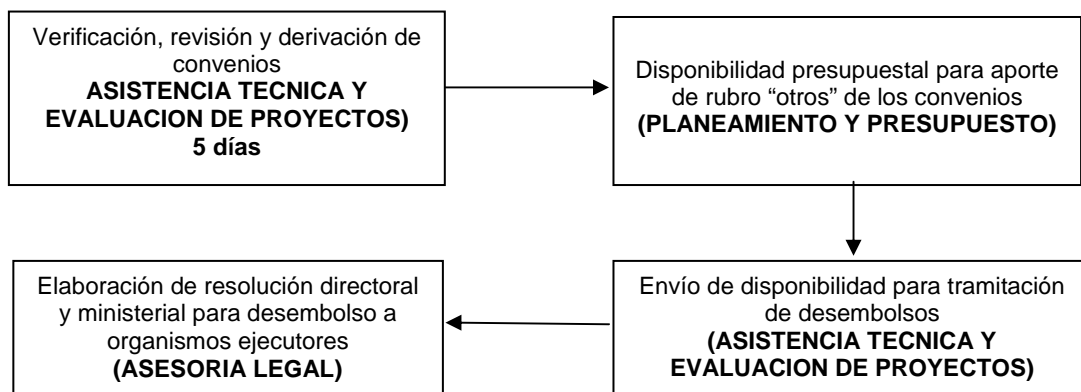 Verificación, revisión y derivación de
convenios
ASISTENCIA TECNICA Y
EVALUACION DE PROYECTOS)
5 días
Disponibilidad presupuestal para aporte
de rubro “otros” de los convenios
(PLANEAMIENTO Y PRESUPUESTO)
Envío de disponibilidad para tramitación
de desembolsos
(ASISTENCIA TECNICA Y
EVALUACION DE PROYECTOS)
Elaboración de resolución directoral
y ministerial para desembolso a
organismos ejecutores
(ASESORIA LEGAL)